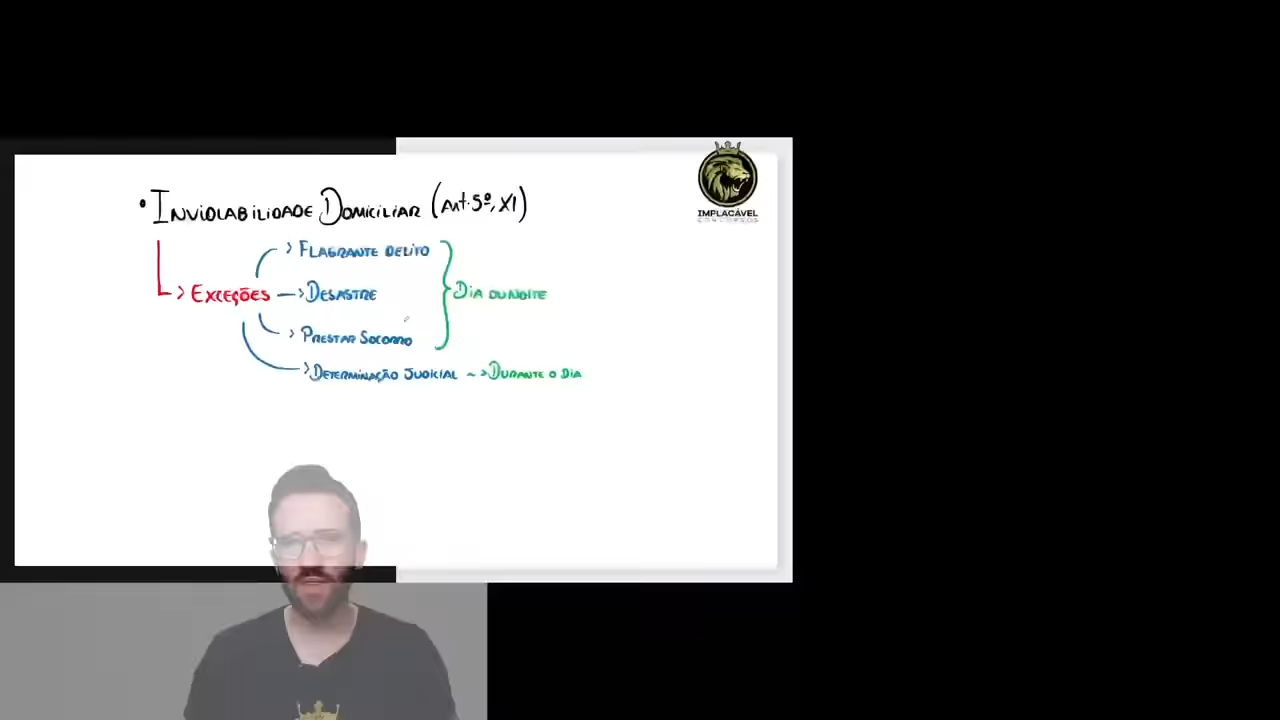 IMPLACÁVEL
CONCURSOS
• INVIOLABILIDADE DOMICILIAR (ART. 5º, XI)
> FLAGRANTE DELITO
> EXCEÇÕES —> DESASTRE } DIA OU NOITE
> PRESTAR SOCORRO
> DETERMINAÇÃO JUDICIAL ~> DURANTE O DIA